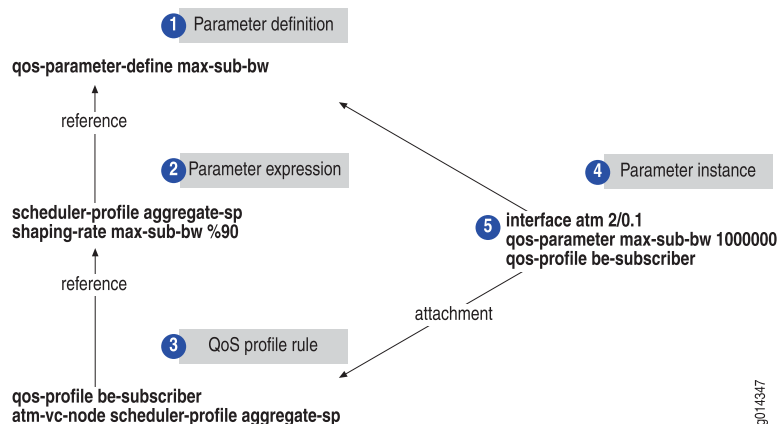 1 Parameter definition
qos-parameter-define max-sub-bw
reference
2 Parameter expression
scheduler-profile aggregate-sp
shaping-rate max-sub-bw %90
reference
3 QoS profile rule
qos-profile be-subscriber
atm-vc-node scheduler-profile aggregate-sp
4 Parameter instance
5 interface atm 2/0.1
qos-parameter max-sub-bw 1000000
qos-profile be-subscriber
attachment
g014347